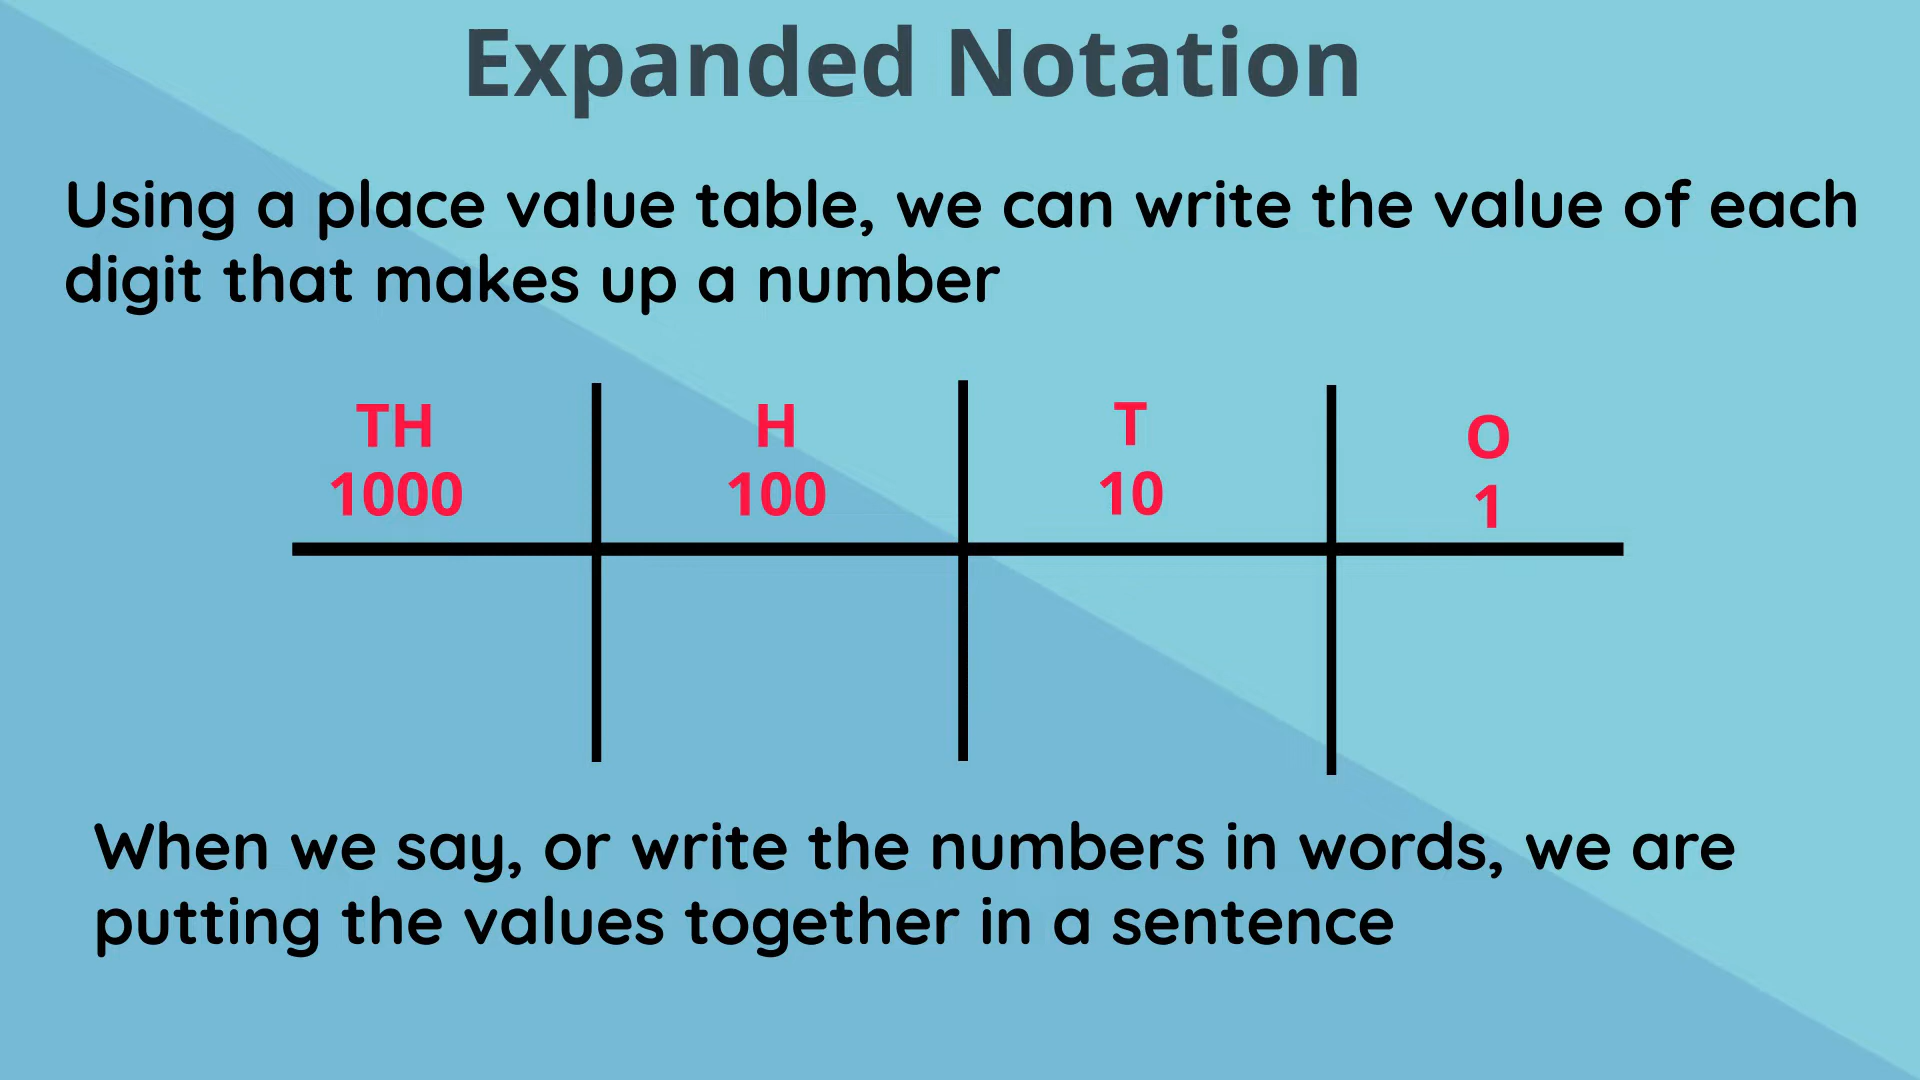 Expanded Notation
Using a place value table, we can write the value of each
digit that makes up a number
TH H T O
1000 100 10 1
When we say, or write the numbers in words, we are
putting the values together in a sentence